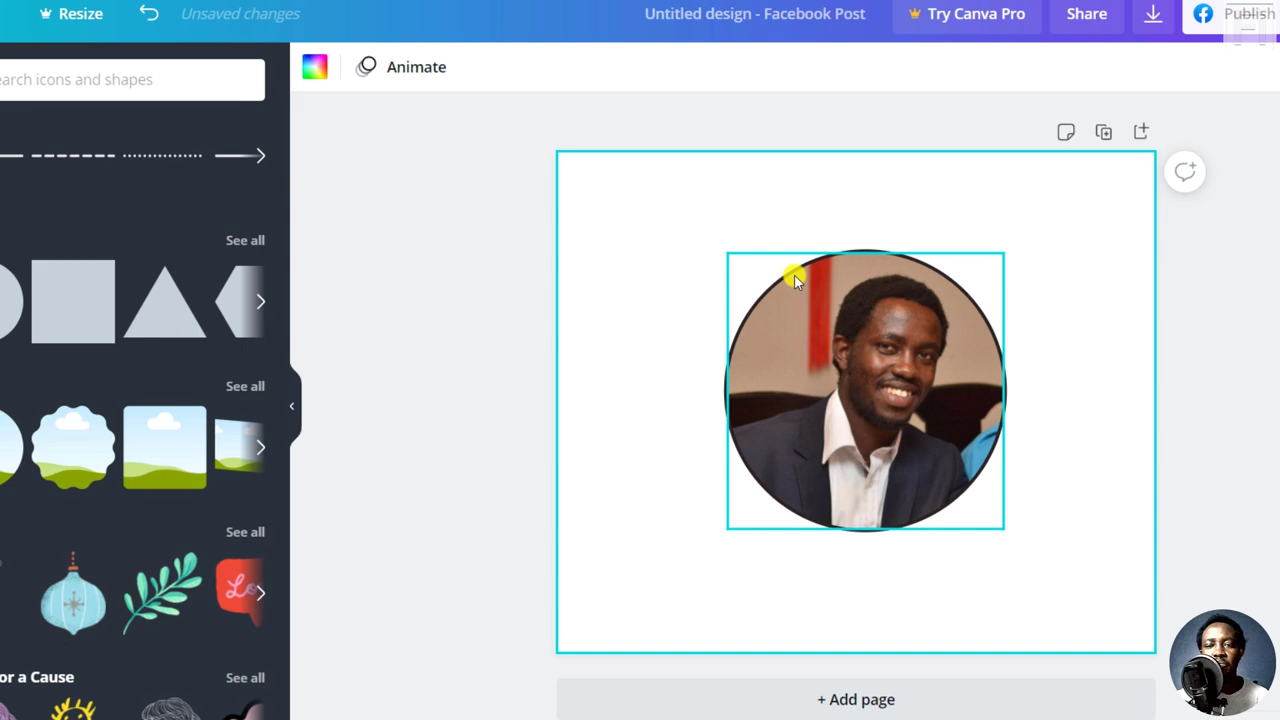 Resize
Unsaved changes
Untitled design - Facebook Post
Try Canva Pro
Share
Publish
earch icons and shapes
Animate
See all
See all
See all
Lo
or a Cause
See all
+ Add page